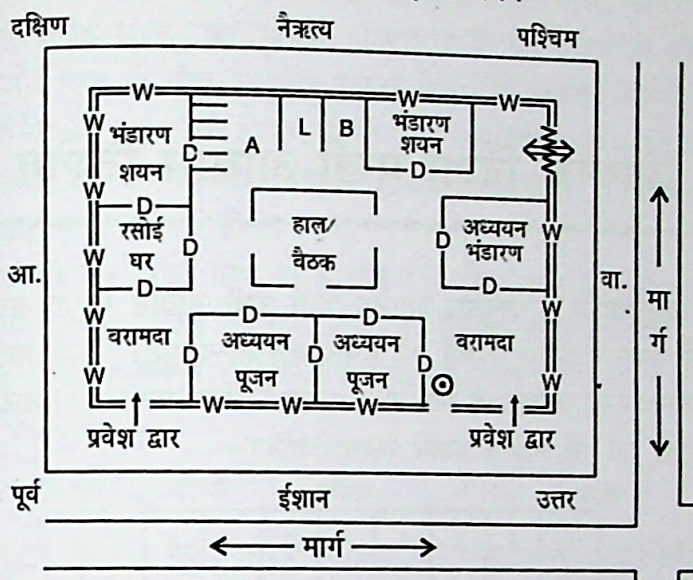 दक्षिण नैऋत्य पश्चिम
W W W
W भंडारण शयन D A L B भंडारण शयन D
W
D
W रसोई घर D हाल/ बैठक D अध्ययन भंडारण W
आ. वा.
D D
W वरामदा D D वरामदा W
अध्ययन पूजन अध्ययन पूजन
D D D
W W
W W W
प्रवेश द्वार प्रवेश द्वार
मार्ग
पूर्व ईशान उत्तर
मार्ग